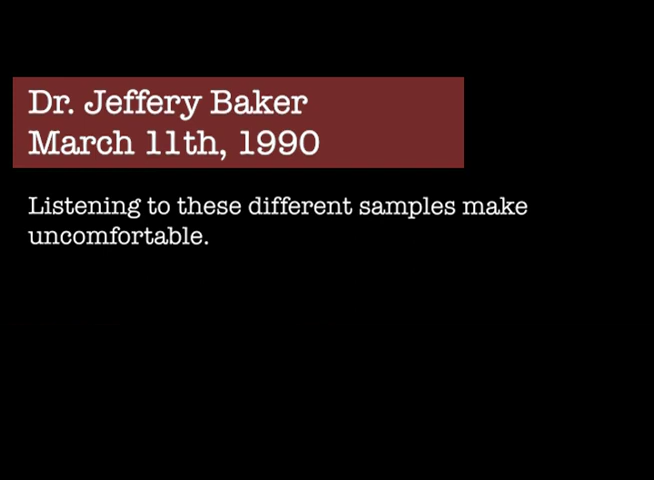 Dr. Jeffery Baker
March 11th, 1990
Listening to these different samples make
uncomfortable.